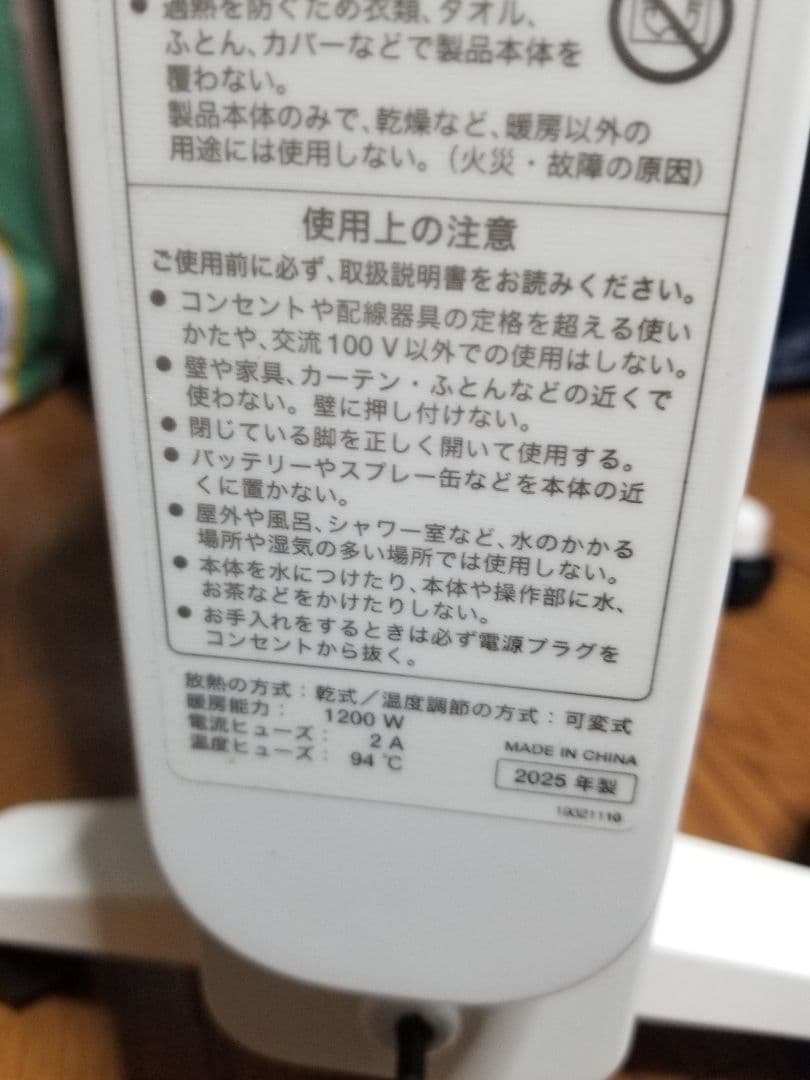 ● 過熱を防ぐため衣類、タオル、
ふとん、カバーなどで製品本体を
覆わない。
製品本体のみで、乾燥など、暖房以外の
用途には使用しない。(火災・故障の原因)
使用上の注意
ご使用前に必ず、取扱説明書をお読みください。
● コンセントや配線器具の定格を超える使い
かたや、交流100 V以外での使用はしない。
● 壁や家具、カーテン・ふとんなどの近くで
使わない。壁に押し付けない。
● 閉じている脚を正しく開いて使用する。
● バッテリーやスプレー缶などを本体の近
くに置かない。
● 屋外や風呂、シャワー室など、水のかかる
場所や湿気の多い場所では使用しない。
● 本体を水につけたり、本体や操作部に水、
お茶などをかけたりしない。
● お手入れをするときは必ず電源プラグを
コンセントから抜く。
放熱の方式：乾式／温度調節の方式：可変式
暖房能力： 1200 W
電流ヒューズ： 2 A
温度ヒューズ： 94 ℃
MADE IN CHINA
2025 年製